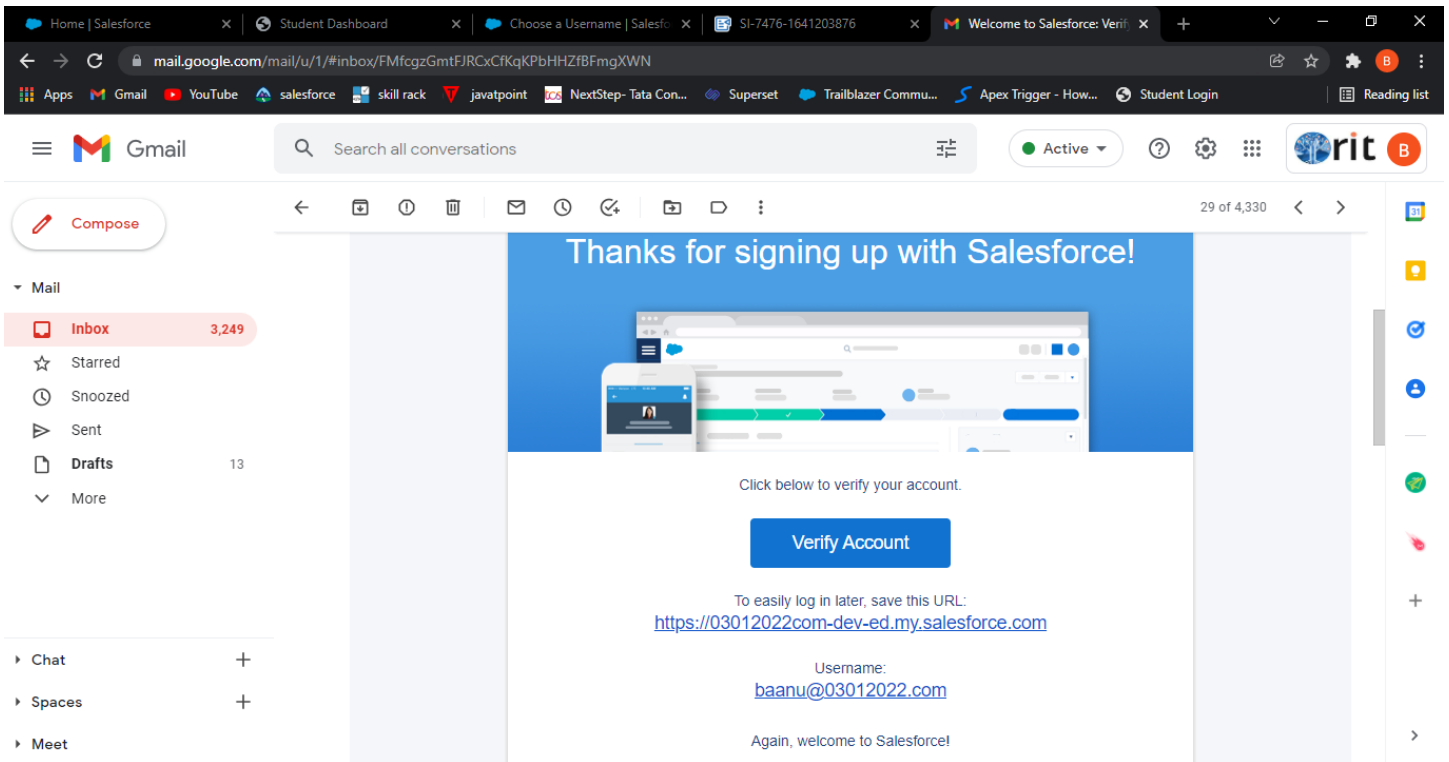 Home | Salesforce
Student Dashboard
Choose a Username | Salesfo
SI-7476-1641203876
Welcome to Salesforce: Verify
mail.google.com/mail/u/1/#inbox/FMfcgzGmtFJRCxCfKqKPbHHZfBFmgXWN
B
Apps
Gmail
YouTube
salesforce
skill rack
javatpoint
NextStep- Tata Con...
Superset
Trailblazer Commu...
Apex Trigger - How...
Student Login
Reading list
Gmail
Search all conversations
Active
rit
B
Compose
29 of 4,330
Mail
Inbox 3,249
Starred
Snoozed
Sent
Drafts 13
More
Chat
Spaces
Meet
Thanks for signing up with Salesforce!
Click below to verify your account.
Verify Account
To easily log in later, save this URL:
https://03012022com-dev-ed.my.salesforce.com
Username:
baanu@03012022.com
Again, welcome to Salesforce!
31